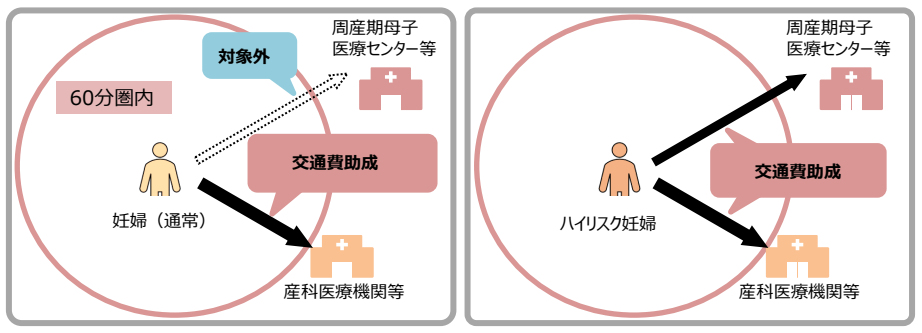 周産期母子
医療センター等
対象外
60分圏内
交通費助成
妊婦（通常）
産科医療機関等
周産期母子
医療センター等
交通費助成
ハイリスク妊婦
産科医療機関等